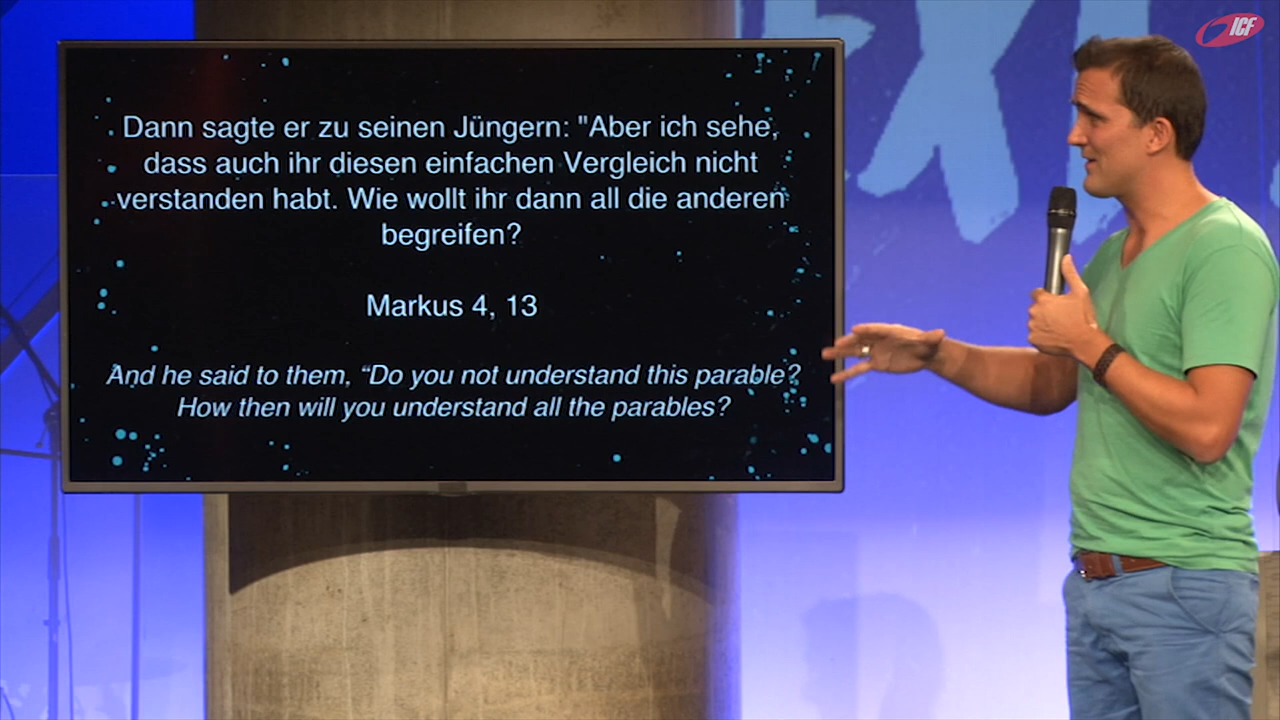 ICF
Dann sagte er zu seinen Jüngern: "Aber ich sehe,
dass auch ihr diesen einfachen Vergleich nicht
verstanden habt. Wie wollt ihr dann all die anderen
begreifen?
Markus 4, 13
And he said to them, “Do you not understand this parable?
How then will you understand all the parables?